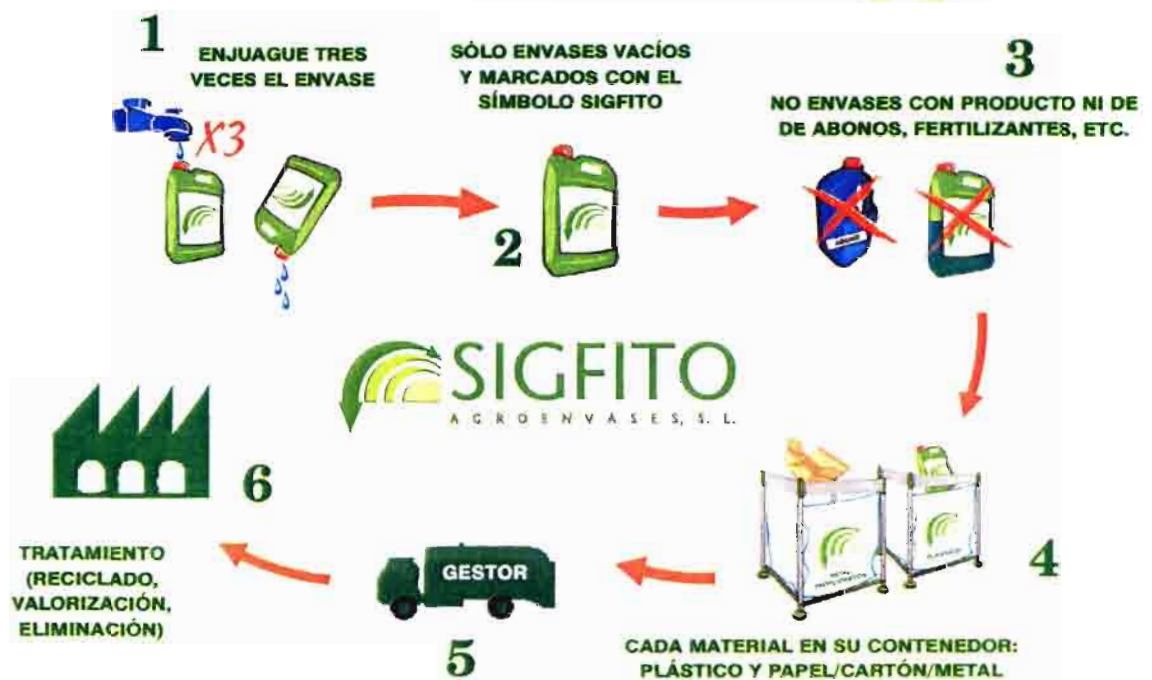 1
ENJUAGUE TRES
VECES EL ENVASE
X3
SÓLO ENVASES VACÍOS
Y MARCADOS CON EL
SÍMBOLO SIGFITO
2
3
NO ENVASES CON PRODUCTO NI DE
DE ABONOS, FERTILIZANTES, ETC.
SIGFITO
AGROENVASES, S.L.
4
CADA MATERIAL EN SU CONTENEDOR:
PLÁSTICO Y PAPEL/CARTÓN/METAL
GESTOR
5
6
TRATAMIENTO
(RECICLADO,
VALORIZACIÓN,
ELIMINACIÓN)